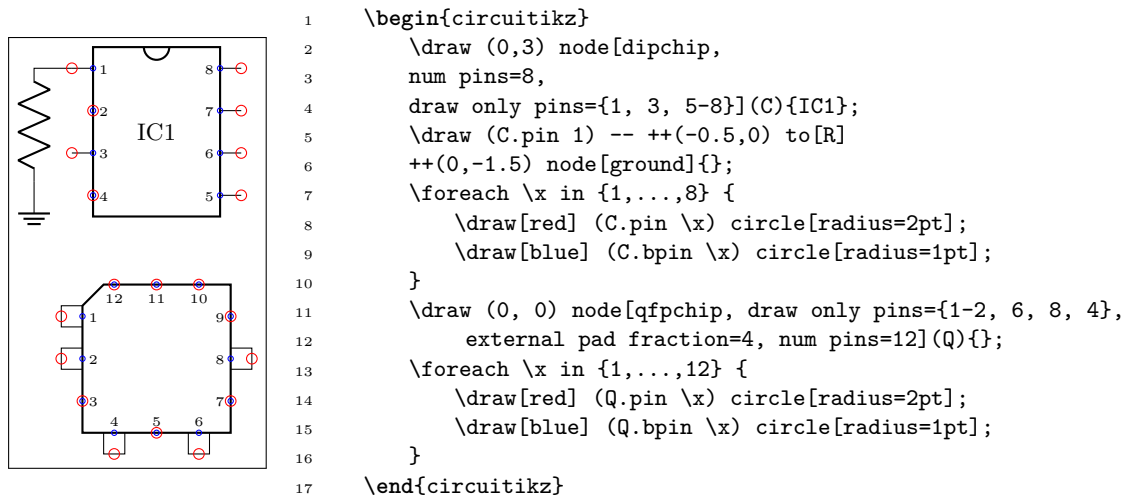 1
8
2
7
IC1
3
6
4
5
12 11 10
1
9
2
8
3
7
4 5 6
1 \begin{circuitikz}
2 \draw (0,3) node[dipchip,
3 num pins=8,
4 draw only pins={1, 3, 5-8}](C){IC1};
5 \draw (C.pin 1) -- ++(-0.5,0) to[R]
6 ++(0,-1.5) node[ground]{};
7 \foreach \x in {1,...,8} {
8 \draw[red] (C.pin \x) circle[radius=2pt];
9 \draw[blue] (C.bpin \x) circle[radius=1pt];
10 }
11 \draw (0, 0) node[qfpchip, draw only pins={1-2, 6, 8, 4},
12 external pad fraction=4, num pins=12](Q){};
13 \foreach \x in {1,...,12} {
14 \draw[red] (Q.pin \x) circle[radius=2pt];
15 \draw[blue] (Q.bpin \x) circle[radius=1pt];
16 }
17 \end{circuitikz}